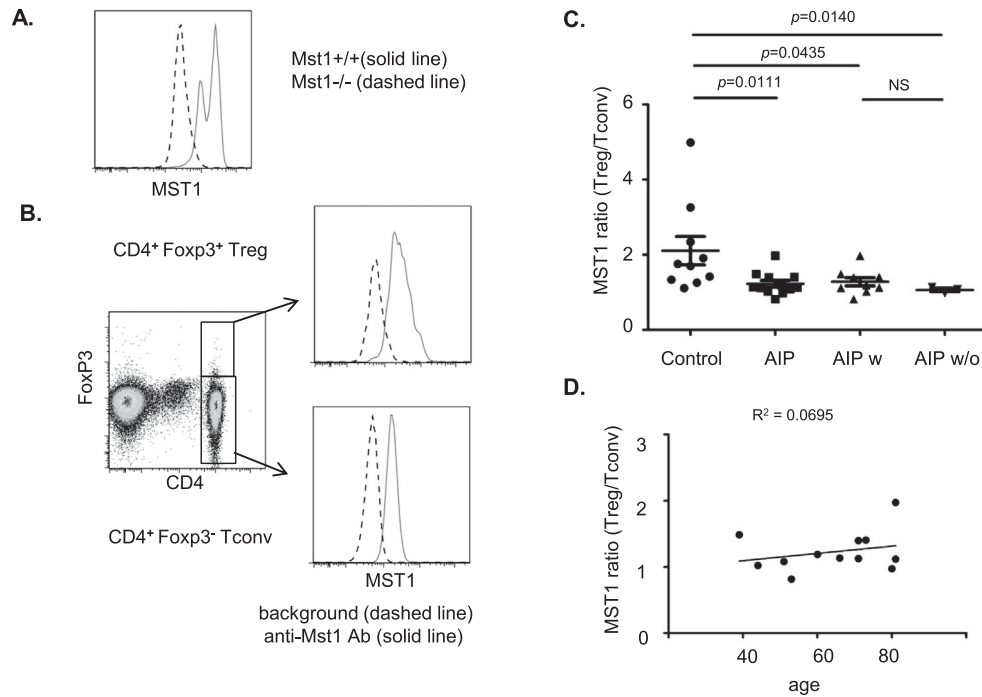 A.
Mst1+/+(solid line)
Mst1-/- (dashed line)
MST1
B.
CD4+ Foxp3+ Treg
FoxP3
CD4
CD4+ Foxp3- Tconv
MST1
background (dashed line)
anti-Mst1 Ab (solid line)
C.
p=0.0140
p=0.0435
p=0.0111
NS
MST1 ratio (Treg/Tconv)
6
4
2
0
Control AIP AIP w AIP w/o
D.
R² = 0.0695
MST1 ratio (Treg/Tconv)
3
2
1
0
40 60 80
age